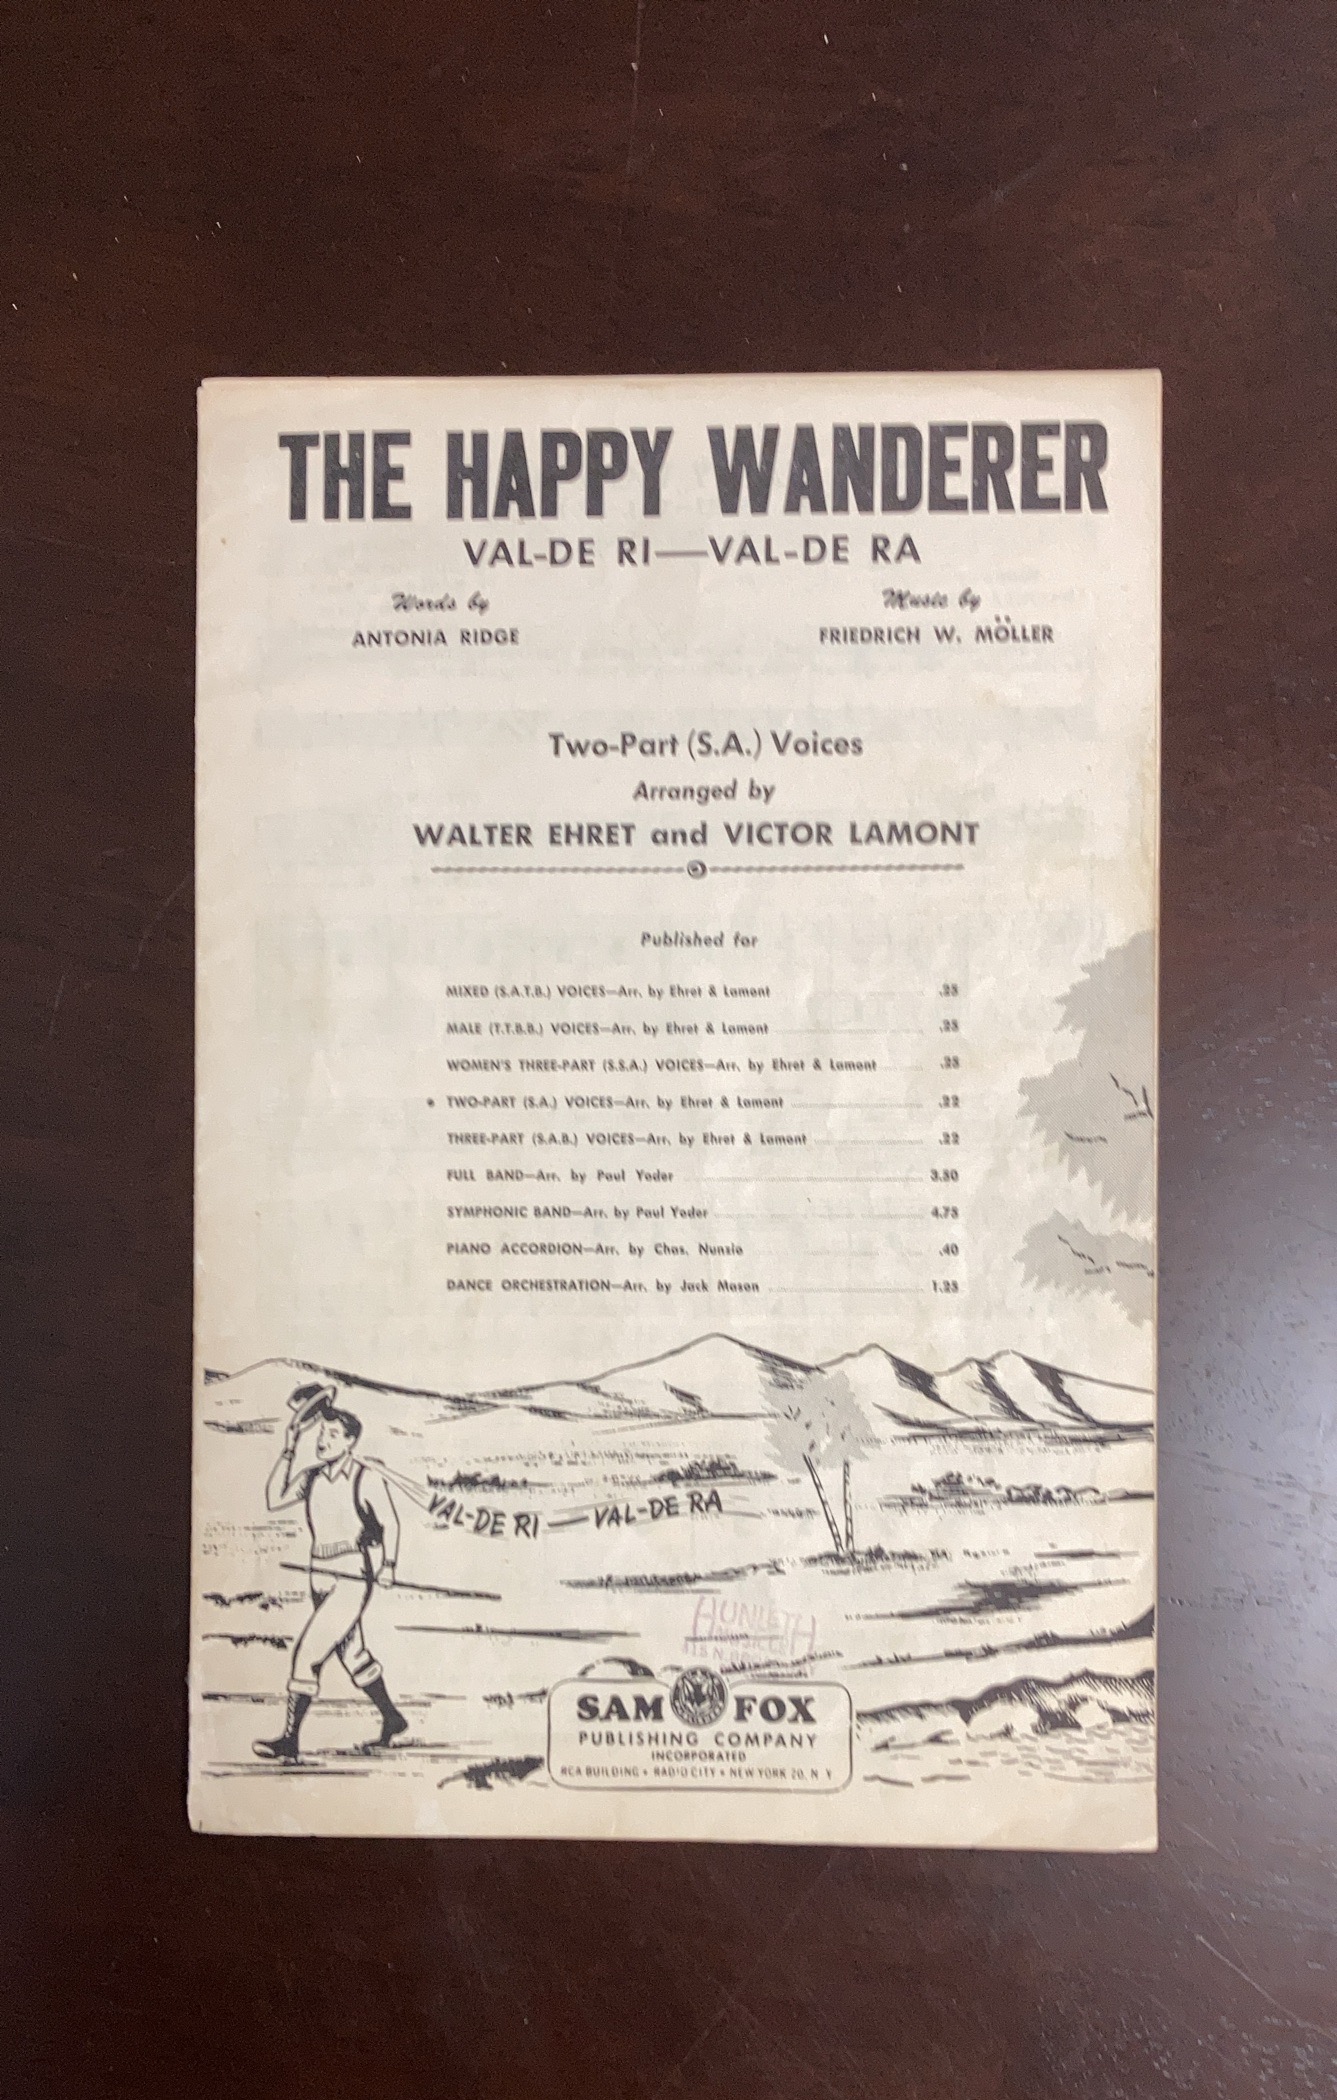 THE HAPPY WANDERER
VAL-DE RI—VAL-DE RA
Words by
ANTONIA RIDGE
Music by
FRIEDRICH W. MÖLLER
Two-Part (S.A.) Voices
Arranged by
WALTER EHRET and VICTOR LAMONT
Published for
MIXED (S.A.T.B.) VOICES—Arr. by Ehret & Lamont .25
MALE (T.T.B.B.) VOICES—Arr. by Ehret & Lamont .25
WOMEN'S THREE-PART (S.S.A.) VOICES—Arr. by Ehret & Lamont .25
• TWO-PART (S.A.) VOICES—Arr. by Ehret & Lamont .22
THREE-PART (S.A.B.) VOICES—Arr. by Ehret & Lamont .22
FULL BAND—Arr. by Paul Yoder 3.50
SYMPHONIC BAND—Arr. by Paul Yoder 4.75
PIANO ACCORDION—Arr. by Chas. Nunzio .40
DANCE ORCHESTRATION—Arr. by Jack Mason 1.25
VAL-DE RI — VAL-DE RA
HUNLETH
SAM FOX
PUBLISHING COMPANY
INCORPORATED
RCA BUILDING • RADIO CITY • NEW YORK 20, N Y